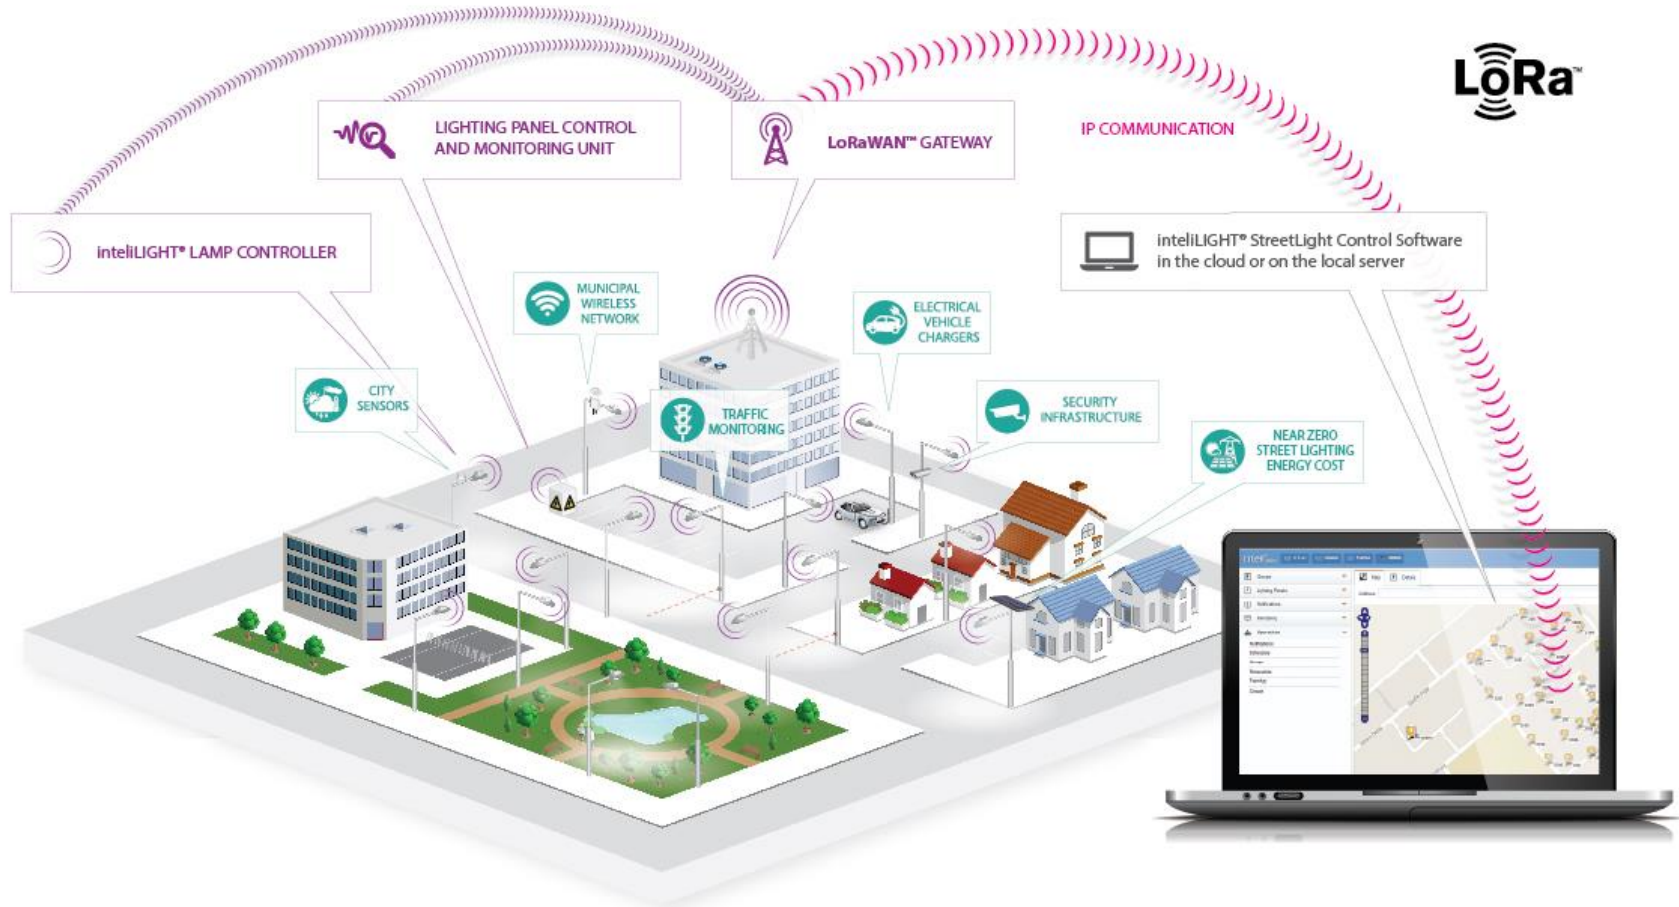 LoRa™
LIGHTING PANEL CONTROL
AND MONITORING UNIT
LoRaWAN™ GATEWAY
IP COMMUNICATION
inteliLIGHT® LAMP CONTROLLER
inteliLIGHT® StreetLight Control Software
in the cloud or on the local server
MUNICIPAL
WIRELESS
NETWORK
ELECTRICAL
VEHICLE
CHARGERS
CITY
SENSORS
TRAFFIC
MONITORING
SECURITY
INFRASTRUCTURE
NEAR ZERO
STREET LIGHTING
ENERGY COST
Map
Details